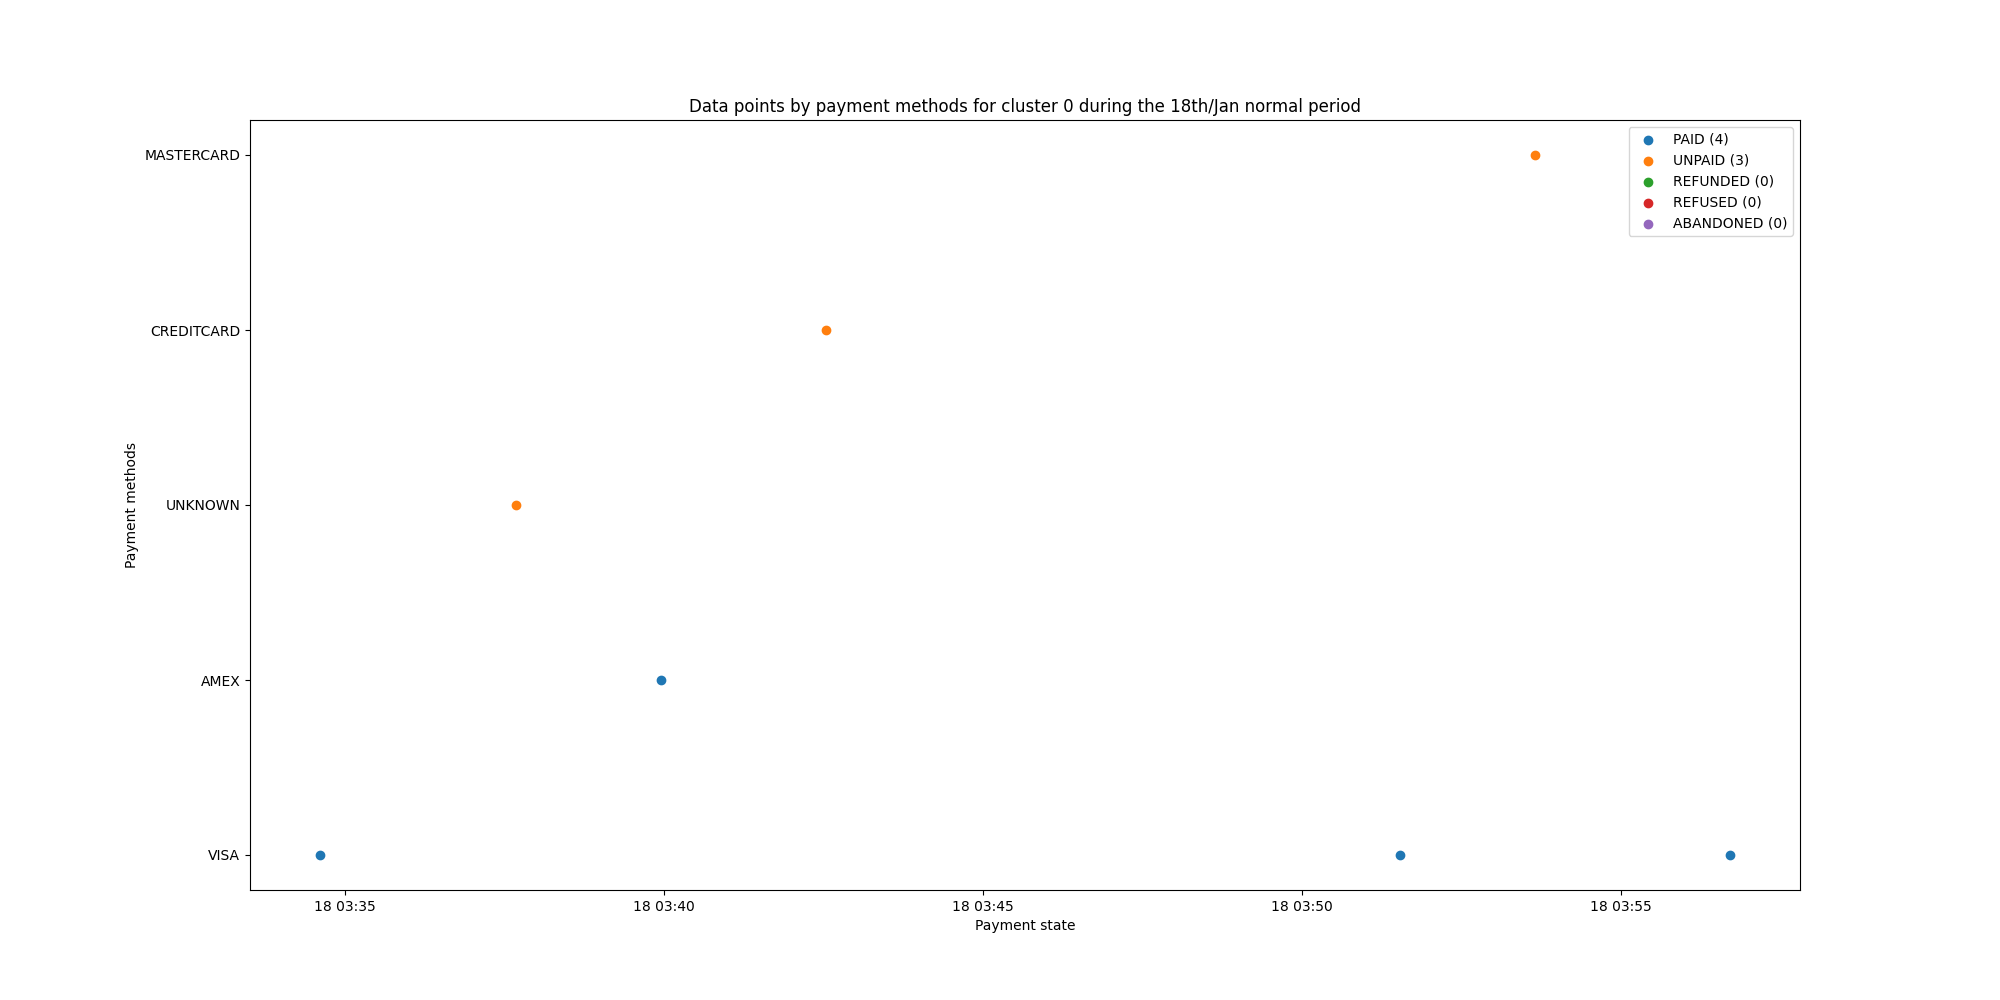 Data points by payment methods for cluster 0 during the 18th/Jan normal period
PAID (4)
UNPAID (3)
REFUNDED (0)
REFUSED (0)
ABANDONED (0)
Payment methods
MASTERCARD
CREDITCARD
UNKNOWN
AMEX
VISA
18 03:35 18 03:40 18 03:45 18 03:50 18 03:55
Payment state